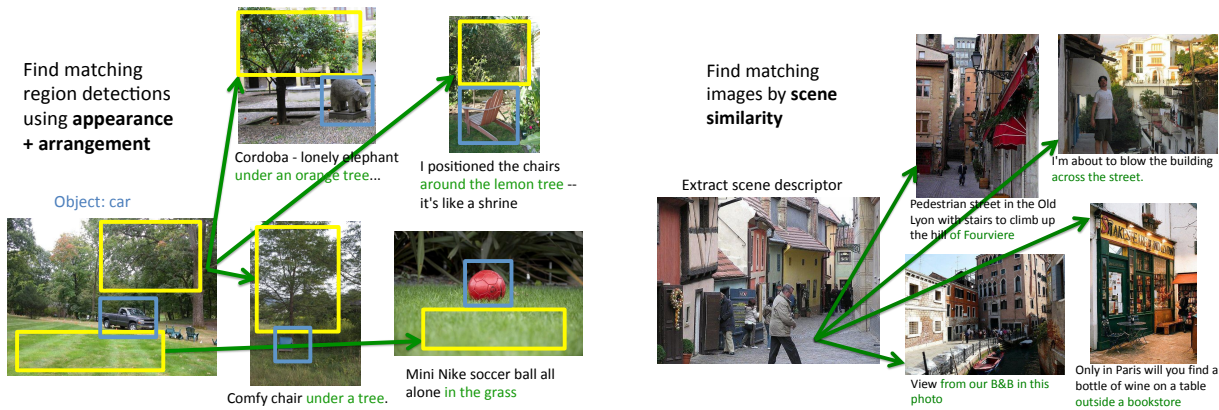 Find matching
region detections
using appearance
+ arrangement
Cordoba - lonely elephant
under an orange tree...
I positioned the chairs
around the lemon tree --
it's like a shrine
Object: car
Comfy chair under a tree.
Mini Nike soccer ball all
alone in the grass
Find matching
images by scene
similarity
Extract scene descriptor
Pedestrian street in the Old
Lyon with stairs to climb up
the hill of Fourviere
I'm about to blow the building
across the street.
View from our B&B in this
photo
Only in Paris will you find a
bottle of wine on a table
outside a bookstore